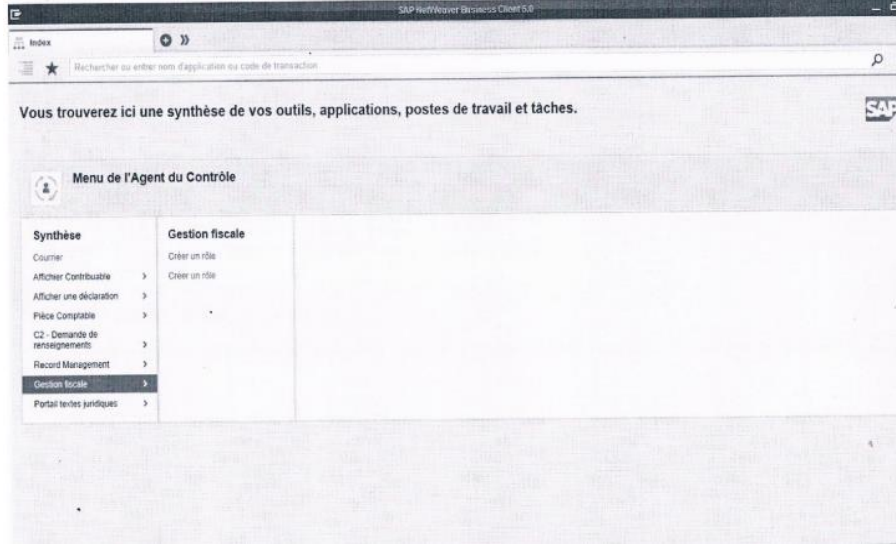 SAP NetWeaver Business Client 5.0
Index
Rechercher ou entrer nom d'application ou code de transaction
Vous trouverez ici une synthèse de vos outils, applications, postes de travail et tâches.
SAP
Menu de l'Agent du Contrôle
Synthèse
Courrier
Afficher Contribuable
Afficher une déclaration
Pièce Comptable
C2 - Demande de
renseignements
Record Management
Gestion fiscale
Portail textes juridiques
Gestion fiscale
Créer un rôle
Créer un rôle